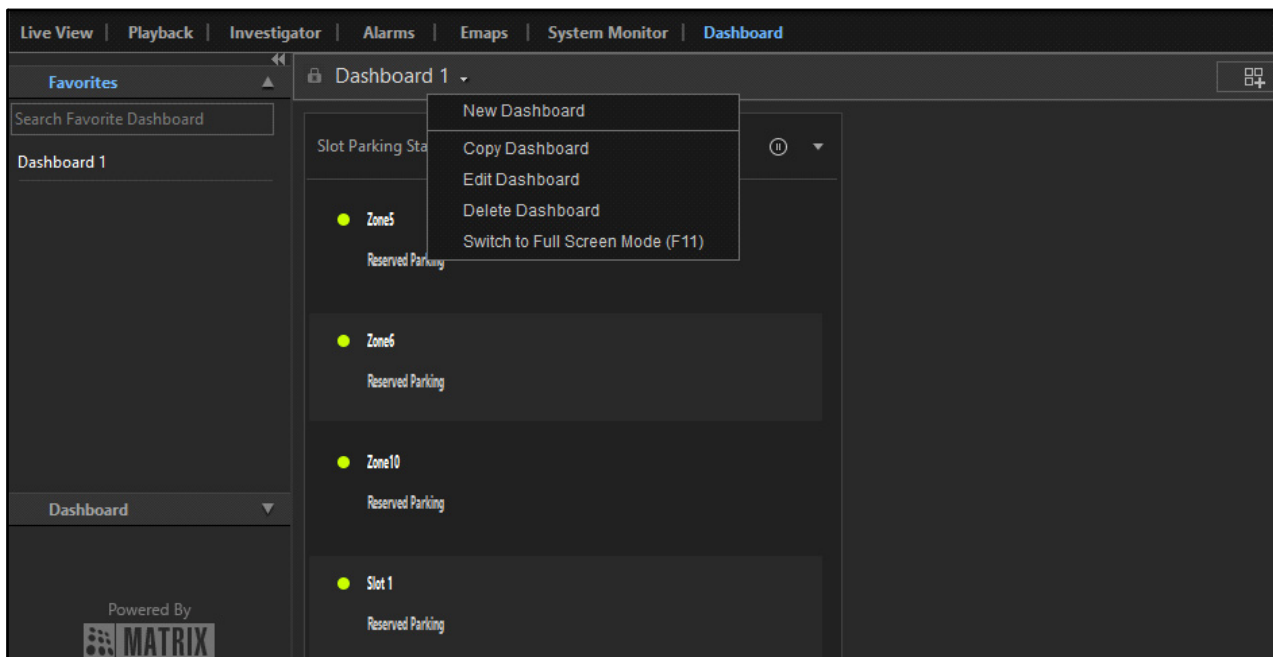 Live View | Playback | Investigator | Alarms | Emaps | System Monitor | Dashboard
Favorites
Search Favorite Dashboard
Dashboard 1
Dashboard
Powered By
MATRIX
Dashboard 1
New Dashboard
Copy Dashboard
Edit Dashboard
Delete Dashboard
Switch to Full Screen Mode (F11)
Slot Parking
Zone5
Reserved Parking
Zone6
Reserved Parking
Zone10
Reserved Parking
Slot 1
Reserved Parking